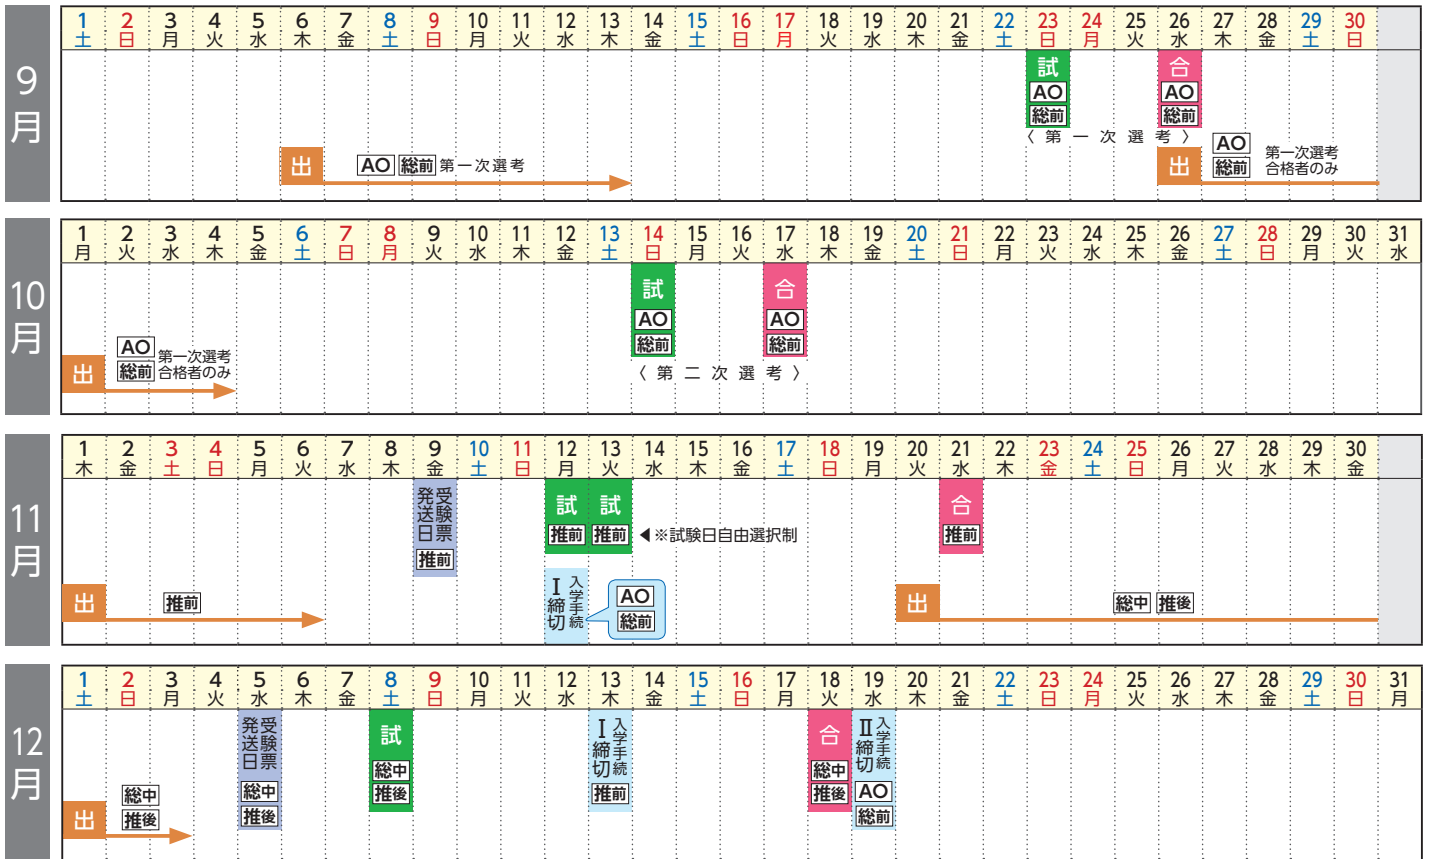 9月
1 2 3 4 5 6 7 8 9 10 11 12 13 14 15 16 17 18 19 20 21 22 23 24 25 26 27 28 29 30
土 日 月 火 水 木 金 土 日 月 火 水 木 金 土 日 月 火 水 木 金 土 日 月 火 水 木 金 土 日
試 合
AO AO
総前 総前
〈第一次選考〉
出 AO 総前 第一次選考
出 AO 総前 第一次選考
合格者のみ
10月
1 2 3 4 5 6 7 8 9 10 11 12 13 14 15 16 17 18 19 20 21 22 23 24 25 26 27 28 29 30 31
月 火 水 木 金 土 日 月 火 水 木 金 土 日 月 火 水 木 金 土 日 月 火 水 木 金 土 日 月 火 水
試 合
AO AO
総前 総前
〈第二次選考〉
出 AO 総前 第一次選考
合格者のみ
11月
1 2 3 4 5 6 7 8 9 10 11 12 13 14 15 16 17 18 19 20 21 22 23 24 25 26 27 28 29 30
木 金 土 日 月 火 水 木 金 土 日 月 火 水 木 金 土 日 月 火 水 木 金 土 日 月 火 水 木 金
受験票
発送日
推前
試 試
推前 推前 ◀※試験日自由選択制
合
推前
出 推前
入学手続
Ⅰ締切
AO
総前
出 総中 推後
12月
1 2 3 4 5 6 7 8 9 10 11 12 13 14 15 16 17 18 19 20 21 22 23 24 25 26 27 28 29 30 31
土 日 月 火 水 木 金 土 日 月 火 水 木 金 土 日 月 火 水 木 金 土 日 月 火 水 木 金 土 日 月
出 総中
推後
受験票
発送日
総中
推後
試
総中
推後
入学手続
Ⅰ締切
推前
合
総中
推後
入学手続
Ⅱ締切
AO
総前